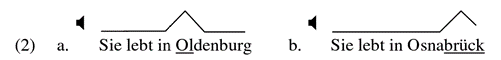 (2) a. Sie lebt in Oldenburg b. Sie lebt in Osnabrück